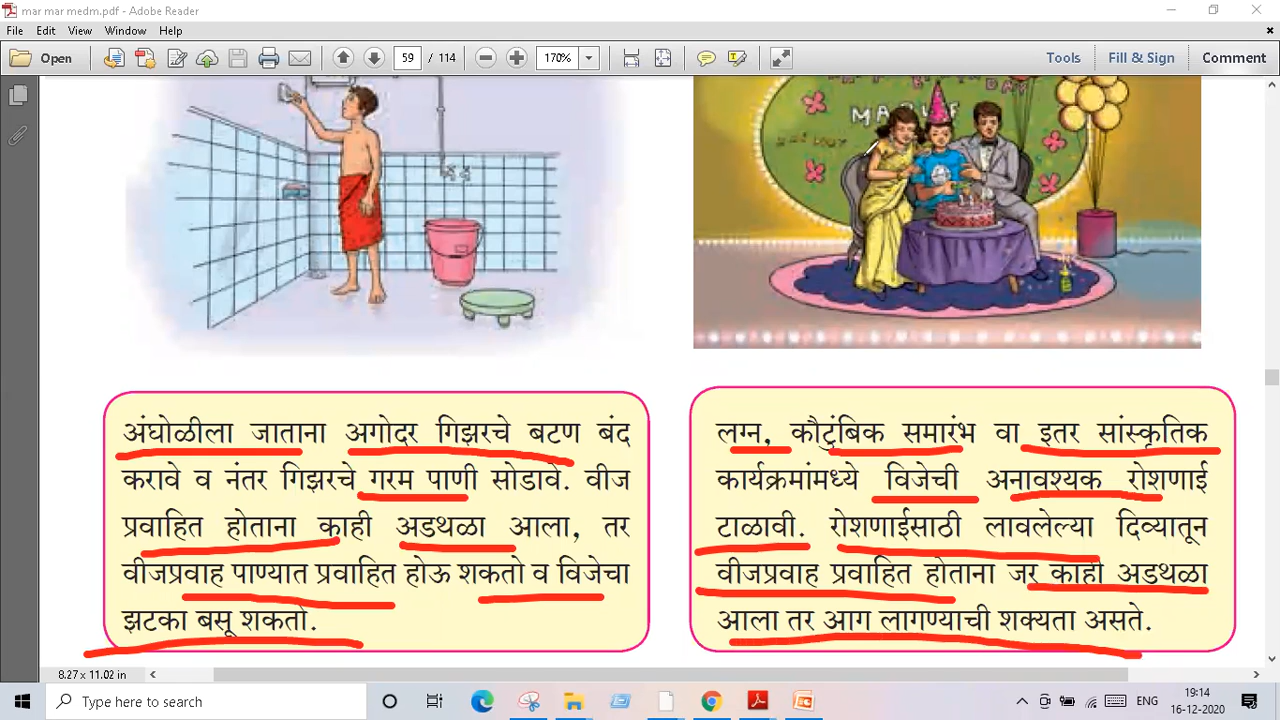 mar mar medm.pdf - Adobe Reader
File Edit View Window Help
Open 59 / 114 170% Tools Fill & Sign Comment
अंघोळीला जाताना अगोदर गिझरचे बटण बंद
करावे व नंतर गिझरचे गरम पाणी सोडावे. वीज
प्रवाहित होताना काही अडथळा आला, तर
वीजप्रवाह पाण्यात प्रवाहित होऊ शकतो व विजेचा
झटका बसू शकतो.
लग्न, कौटुंबिक समारंभ वा इतर सांस्कृतिक
कार्यक्रमांमध्ये विजेची अनावश्यक रोशणाई
टाळावी. रोशणाईसाठी लावलेल्या दिव्यातून
वीजप्रवाह प्रवाहित होताना जर काही अडथळा
आला तर आग लागण्याची शक्यता असते.
8.27 x 11.02 in
Type here to search
ENG
19:14
16-12-2020